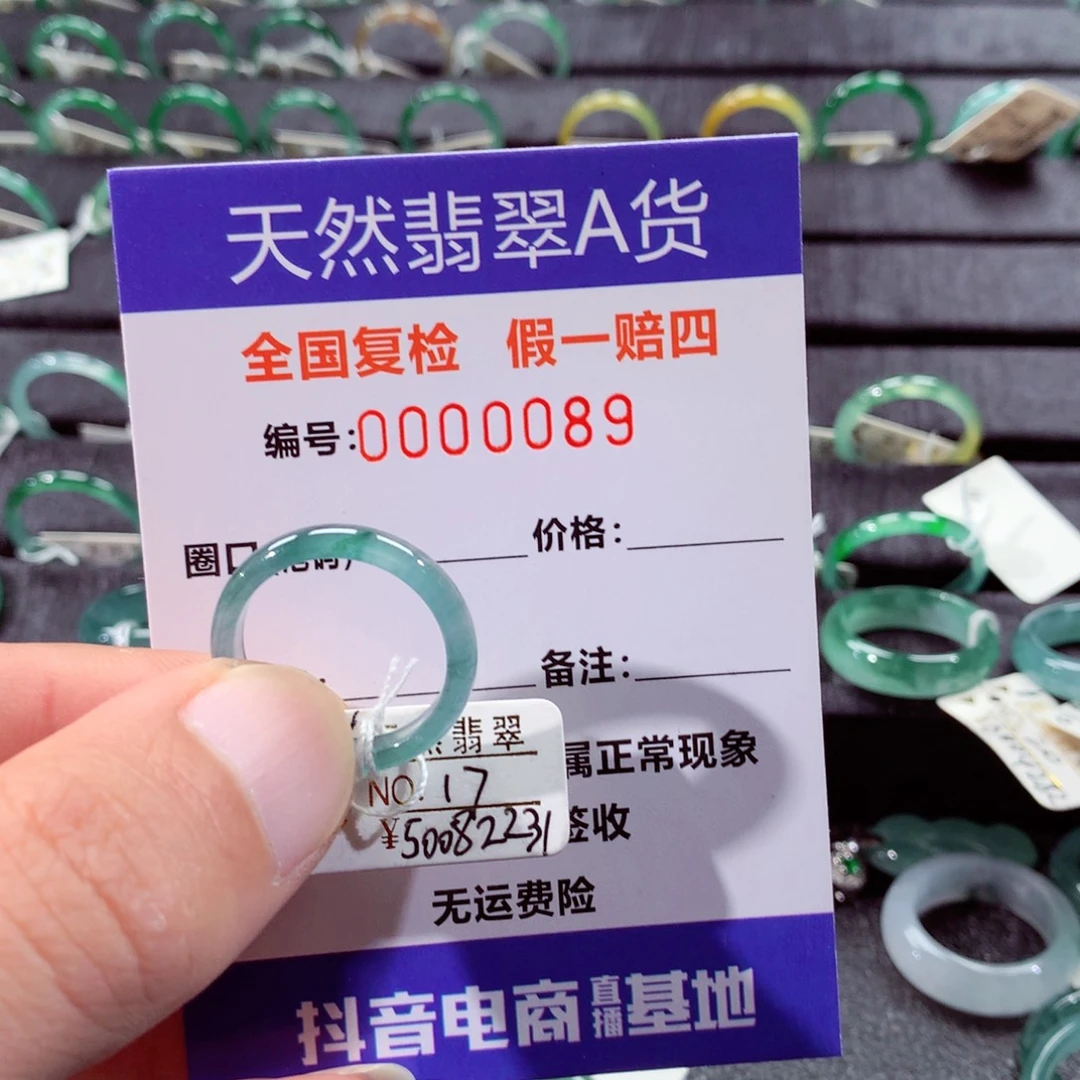 天然翡翠A货
全国复检 假一赔四
编号:0000089
圈口 价格:
备注:
翡翠
属正常现象
NO. 17
¥50082231
签收
无运费险
抖音电商直播基地